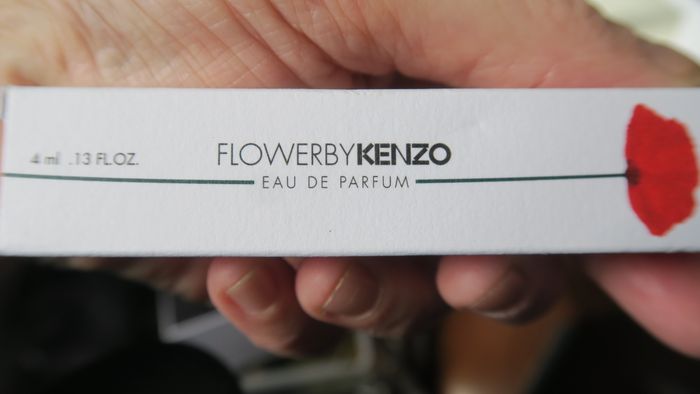 4 ml .13 FL.OZ.
FLOWERBYKENZO
EAU DE PARFUM